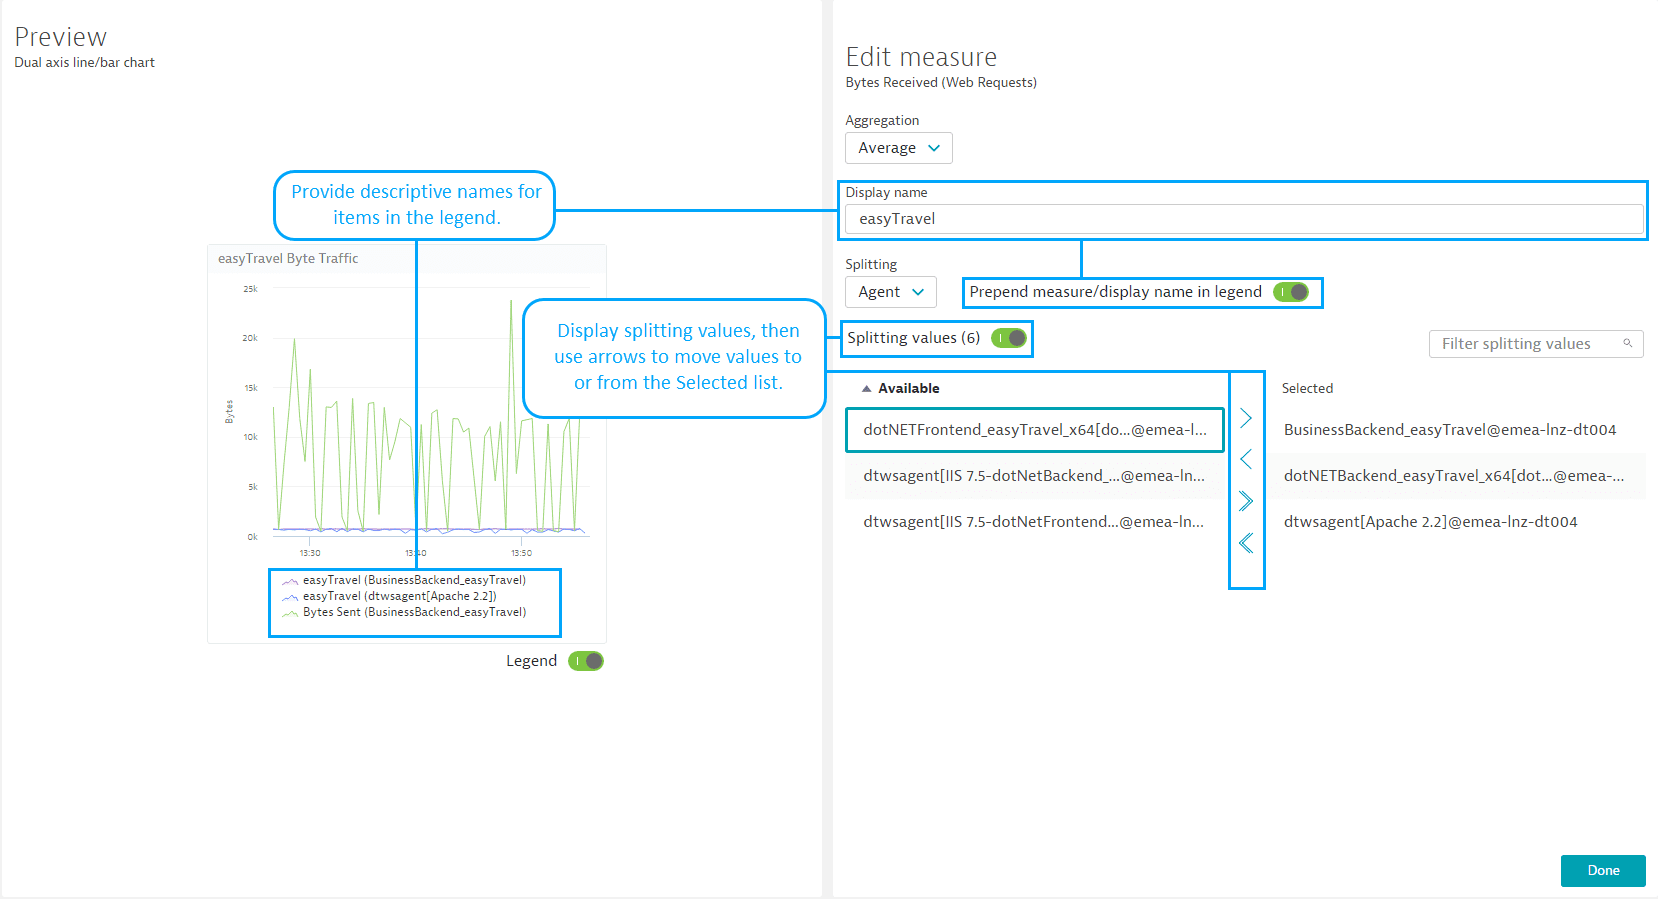 Preview
Dual axis line/bar chart
Provide descriptive names for
items in the legend.
easyTravel Byte Traffic
25k
20k
15k
10k
5k
0k
Bytes
13:30
13:40
13:50
easyTravel (BusinessBackend_easyTravel)
easyTravel (dtwsagent[Apache 2.2])
Bytes Sent (BusinessBackend_easyTravel)
Legend
Display splitting values, then
use arrows to move values to
or from the Selected list.
Edit measure
Bytes Received (Web Requests)
Aggregation
Average
Display name
easyTravel
Splitting
Agent
Prepend measure/display name in legend
Splitting values (6)
Filter splitting values
Available
dotNETFrontend_easyTravel_x64[do...@emea-l...
dtwsagent[IIS 7.5-dotNetBackend_...@emea-ln...
dtwsagent[IIS 7.5-dotNetFrontend...@emea-ln...
Selected
BusinessBackend_easyTravel@emea-lnz-dt004
dotNETBackend_easyTravel_x64[dot...@emea-...
dtwsagent[Apache 2.2]@emea-lnz-dt004
Done